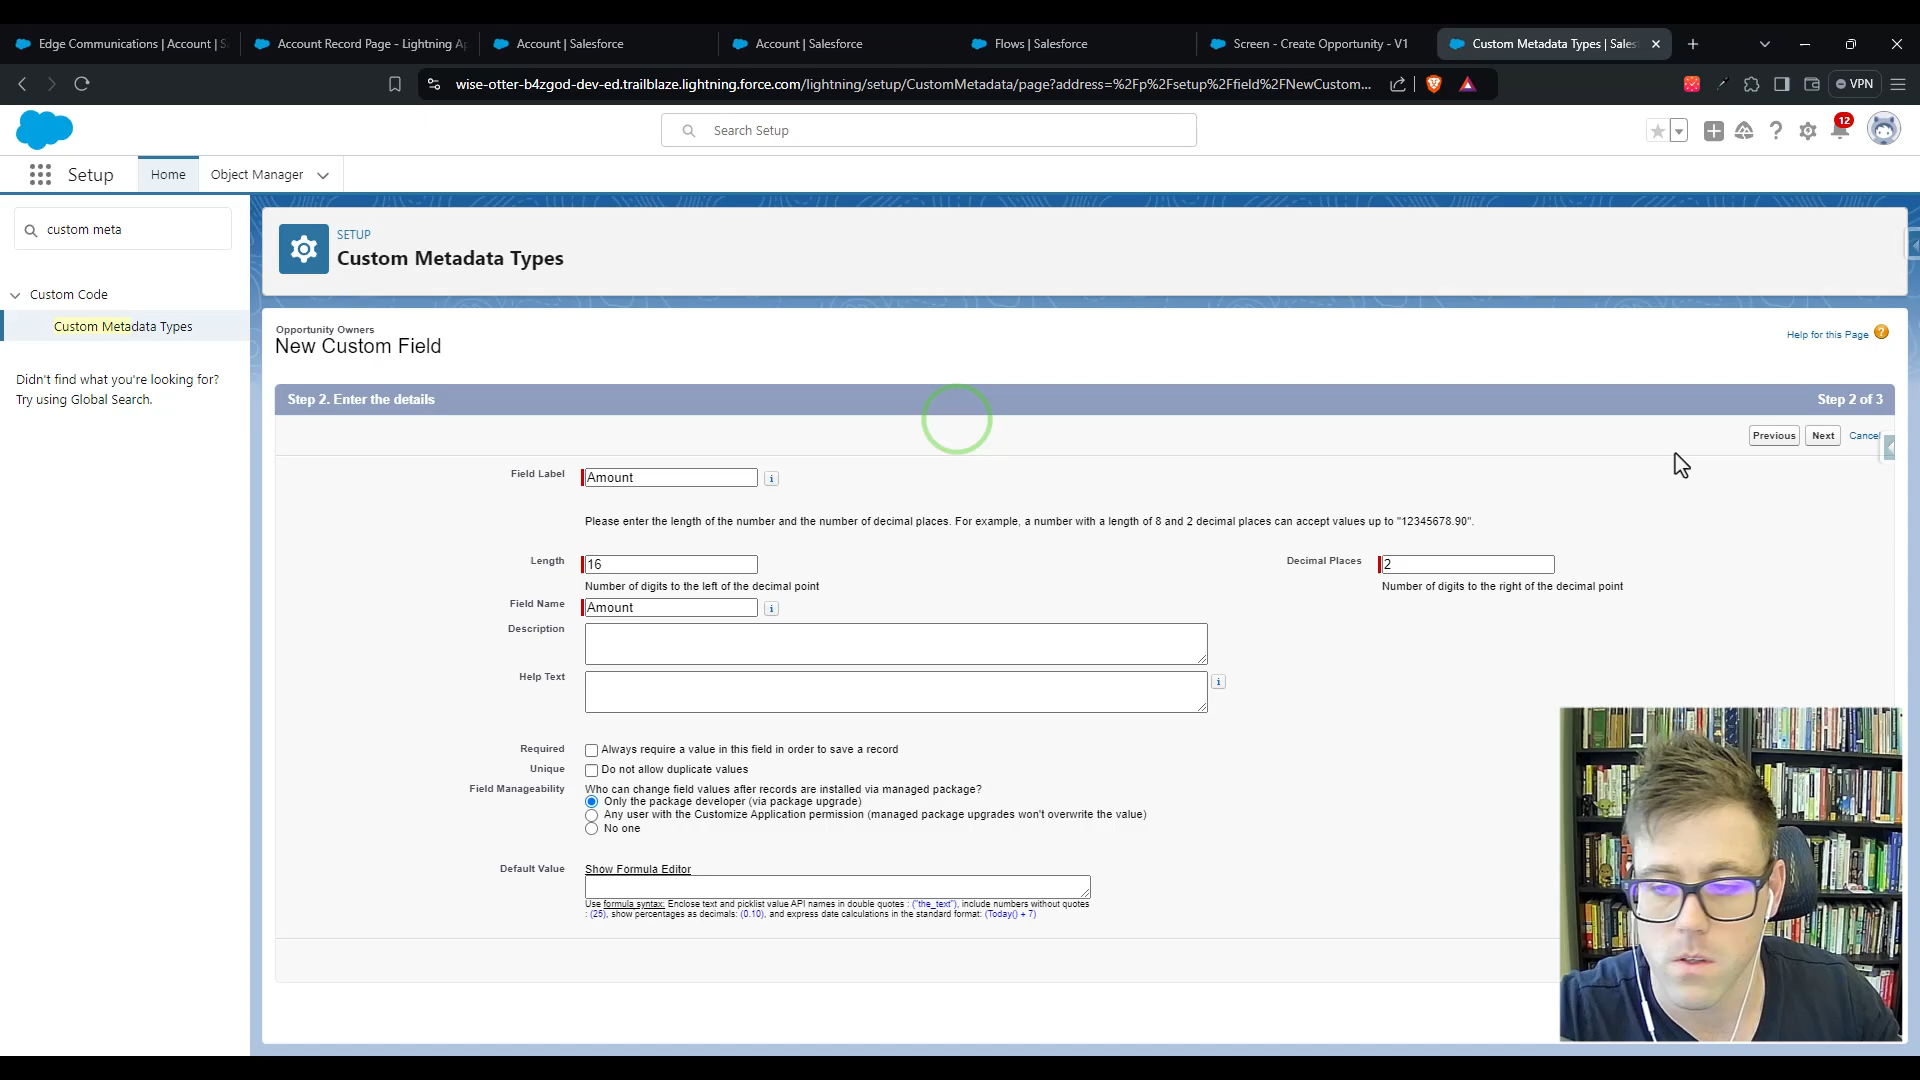 Edge Communications | Account | S
Account Record Page - Lightning Ap
Account | Salesforce
Account | Salesforce
Flows | Salesforce
Screen - Create Opportunity - V1
Custom Metadata Types | Sales
wise-otter-b4zgod-dev-ed.trailblaze.lightning.force.com/lightning/setup/CustomMetadata/page?address=%2Fp%2Fsetup%2Ffield%2FNewCustom...
VPN
Search Setup
12
Setup
Home
Object Manager
custom meta
Custom Code
Custom Metadata Types
Didn't find what you're looking for?
Try using Global Search.
SETUP
Custom Metadata Types
Opportunity Owners
New Custom Field
Help for this Page ?
Step 2. Enter the details
Step 2 of 3
Previous Next Cancel
Field Label Amount i
Please enter the length of the number and the number of decimal places. For example, a number with a length of 8 and 2 decimal places can accept values up to "12345678.90".
Length 16 Decimal Places 2
Number of digits to the left of the decimal point Number of digits to the right of the decimal point
Field Name Amount i
Description
Help Text i
Required Always require a value in this field in order to save a record
Unique Do not allow duplicate values
Field Manageability Who can change field values after records are installed via managed package?
Only the package developer (via package upgrade)
Any user with the Customize Application permission (managed package upgrades won't overwrite the value)
No one
Default Value Show Formula Editor
Use formula syntax: Enclose text and picklist value API names in double quotes : ("the_text"), include numbers without quotes
: (25), show percentages as decimals: (0.10), and express date calculations in the standard format: (Today() + 7)